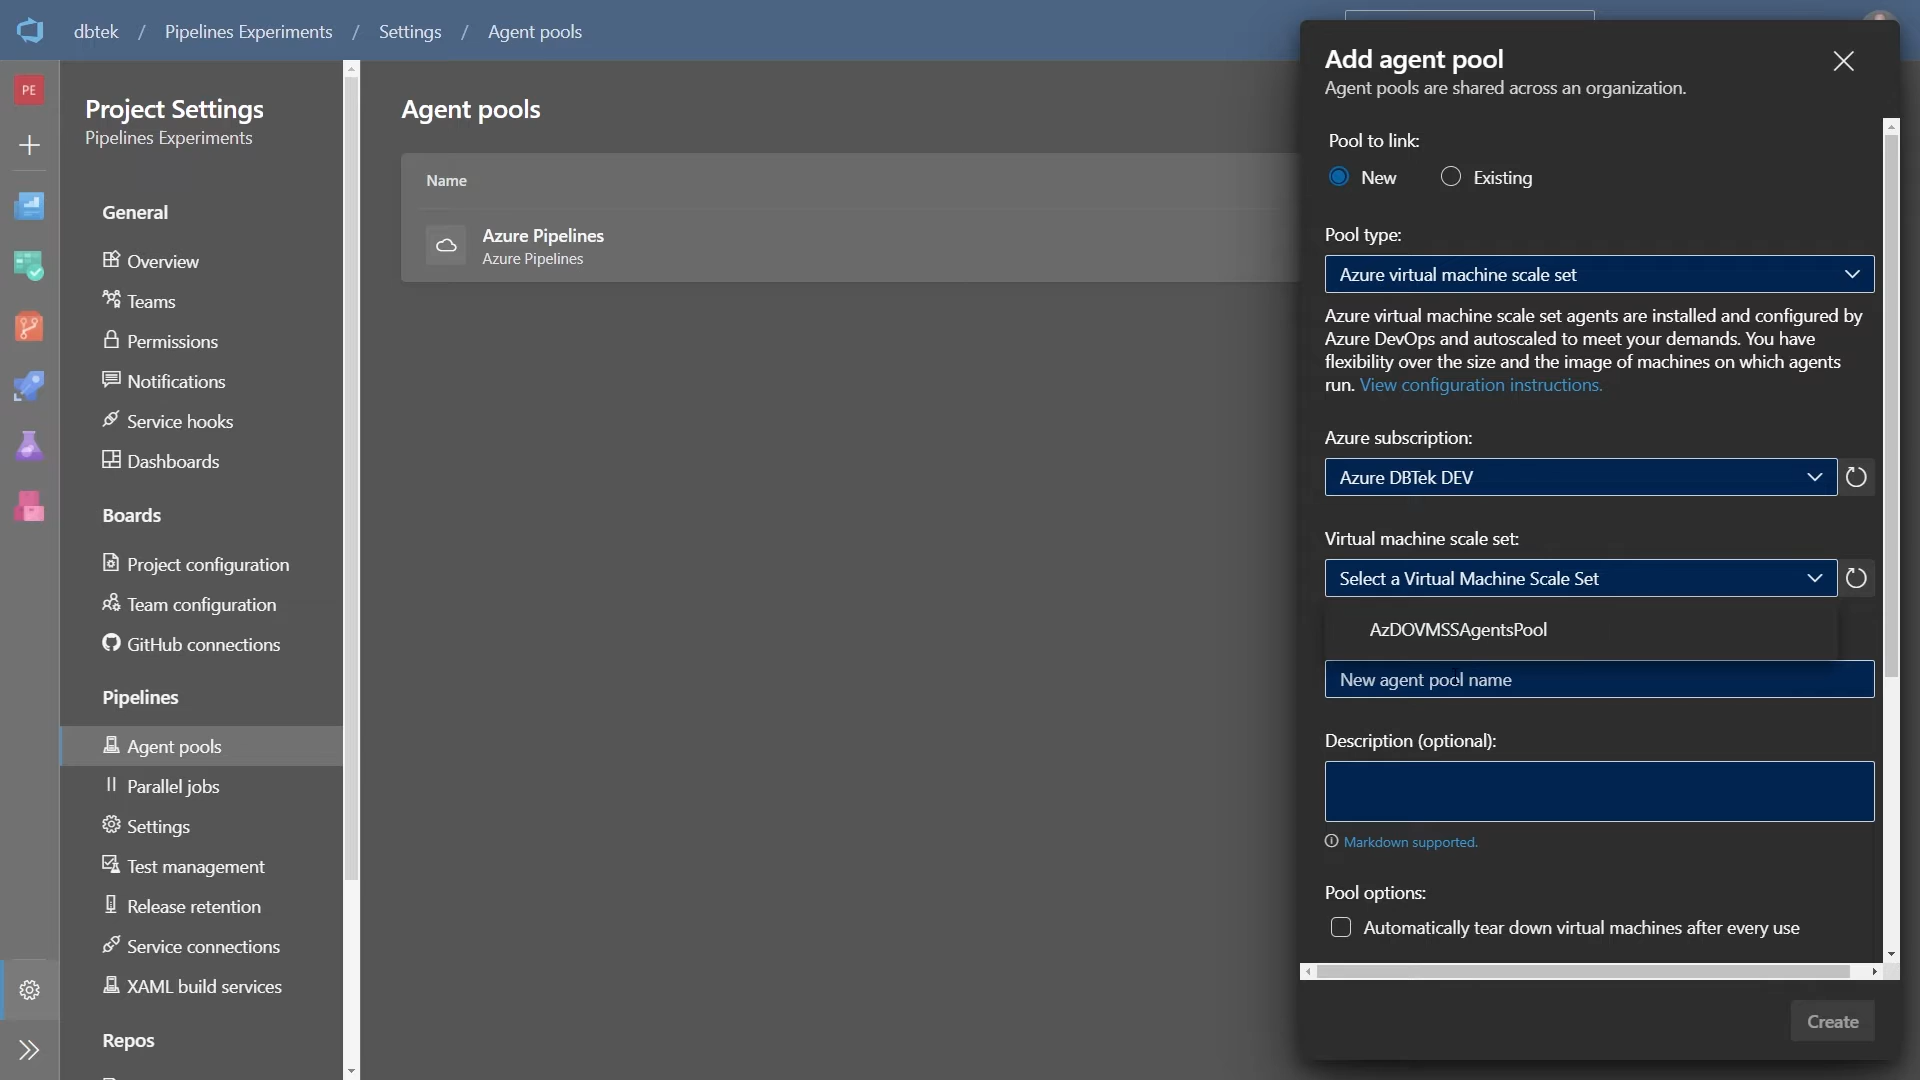 dbtek / Pipelines Experiments / Settings / Agent pools
PE
Project Settings
Pipelines Experiments
General
Overview
Teams
Permissions
Notifications
Service hooks
Dashboards
Boards
Project configuration
Team configuration
GitHub connections
Pipelines
Agent pools
Parallel jobs
Settings
Test management
Release retention
Service connections
XAML build services
Repos
Agent pools
Name
Azure Pipelines
Azure Pipelines
Add agent pool
Agent pools are shared across an organization.
Pool to link:
New
Existing
Pool type:
Azure virtual machine scale set
Azure virtual machine scale set agents are installed and configured by
Azure DevOps and autoscaled to meet your demands. You have
flexibility over the size and the image of machines on which agents
run. View configuration instructions.
Azure subscription:
Azure DBTek DEV
Virtual machine scale set:
Select a Virtual Machine Scale Set
AzDOVMSSAgentsPool
New agent pool name
Description (optional):
Markdown supported.
Pool options:
Automatically tear down virtual machines after every use
Create